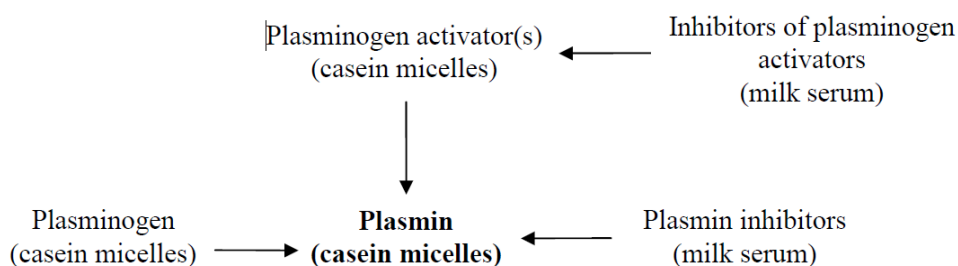 Plasminogen activator(s)
(casein micelles)
Inhibitors of plasminogen
activators
(milk serum)
Plasminogen
(casein micelles)
Plasmin
(casein micelles)
Plasmin inhibitors
(milk serum)